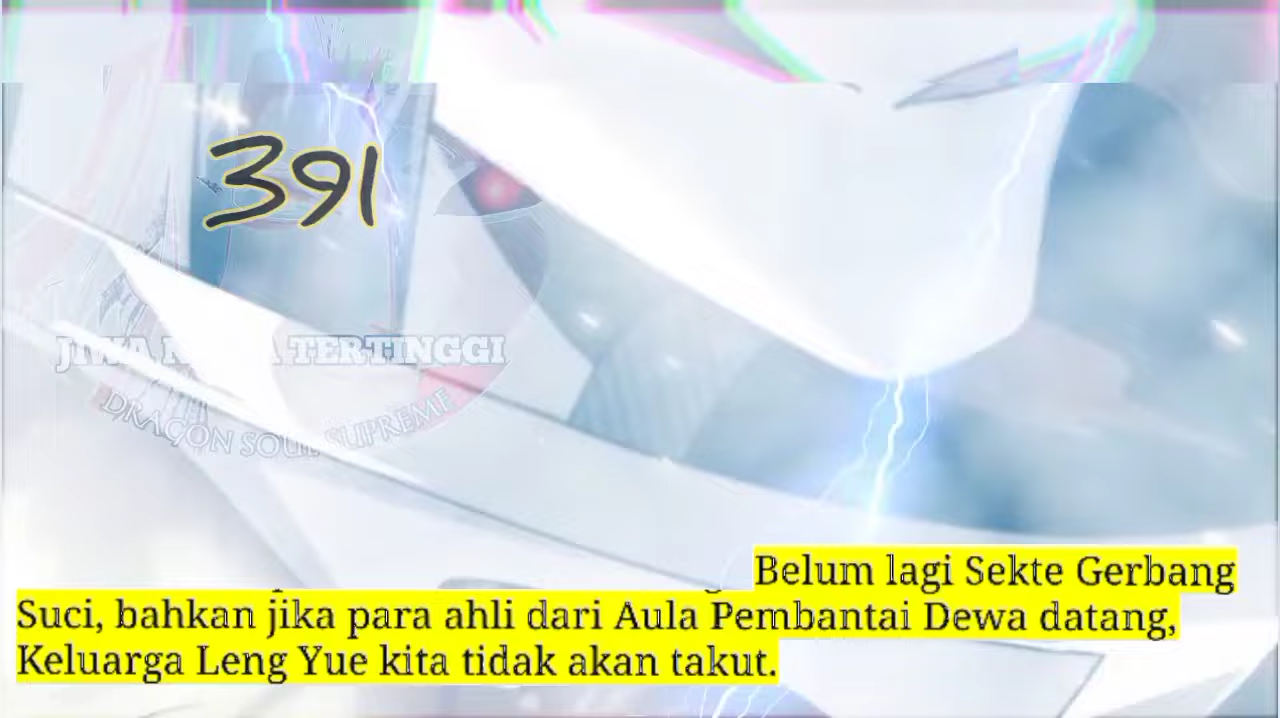 391
JIWA NAGA TERTINGGI
DRAGON SOUL SUPREME
Belum lagi Sekte Gerbang
Suci, bahkan jika para ahli dari Aula Pembantai Dewa datang,
Keluarga Leng Yue kita tidak akan takut.